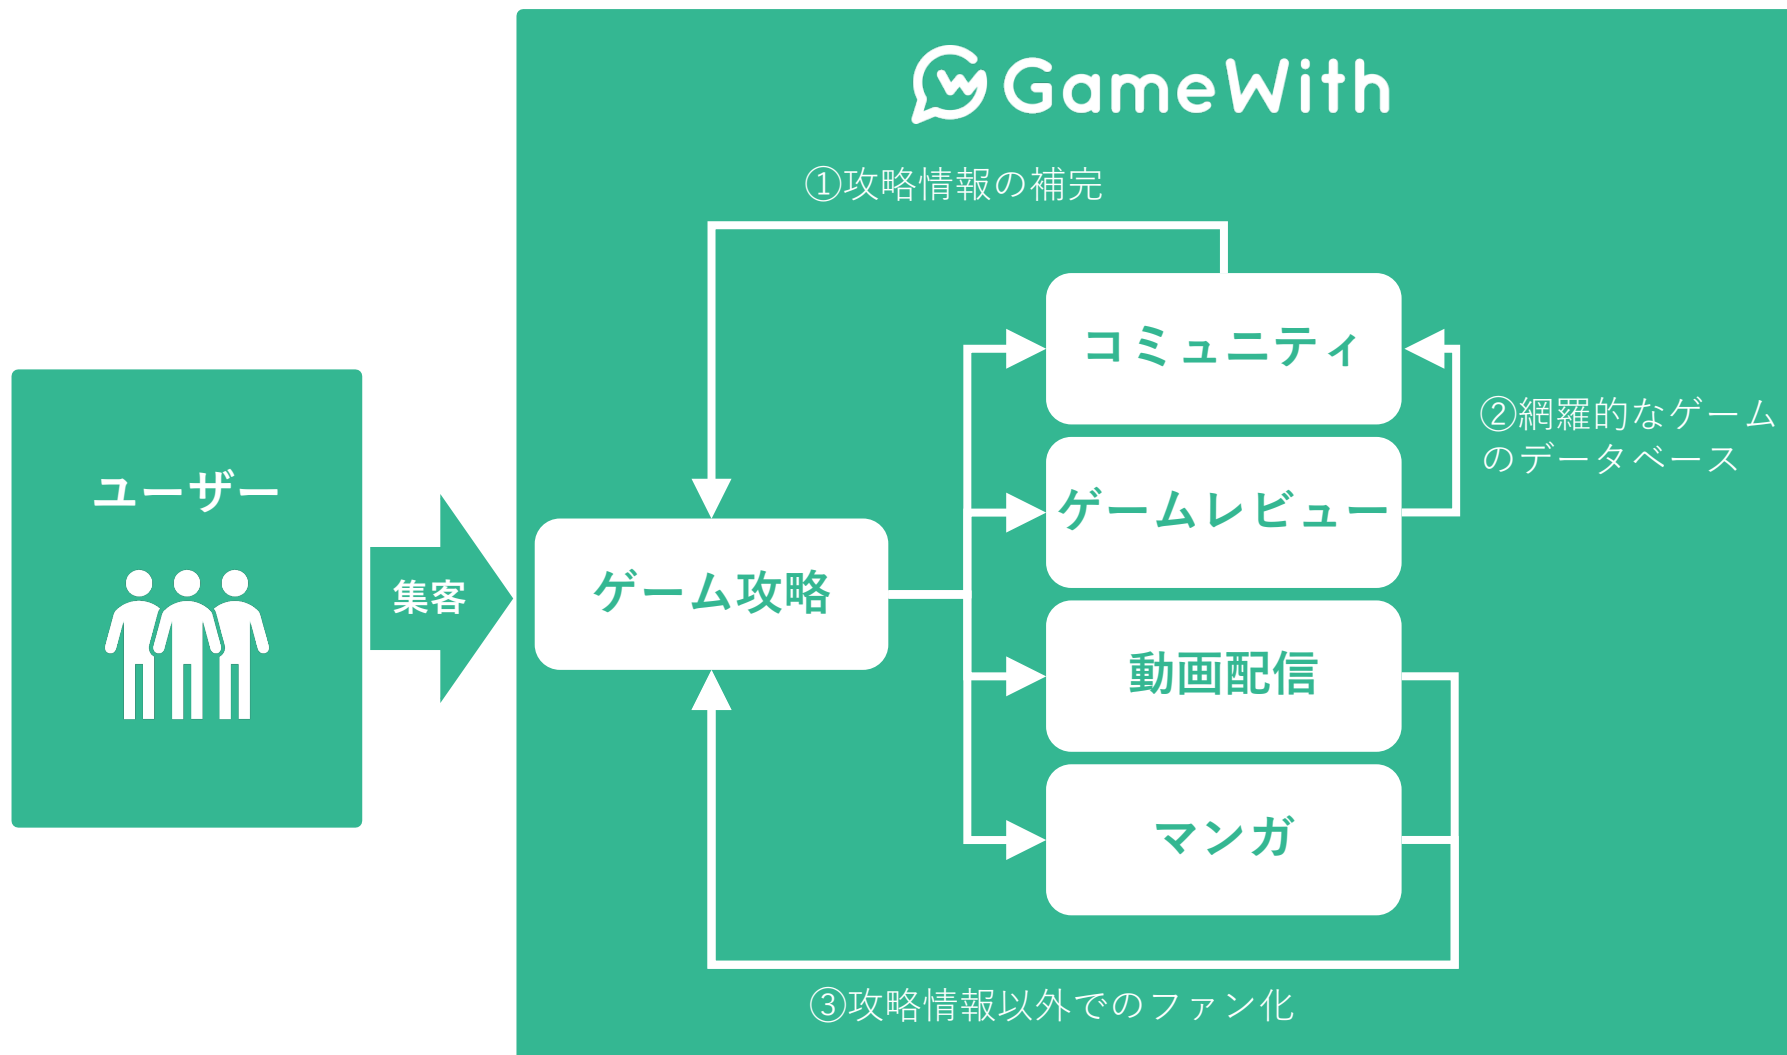 GameWith
①攻略情報の補完
コミュニティ
②網羅的なゲーム
のデータベース
ユーザー
ゲームレビュー
集客
ゲーム攻略
動画配信
マンガ
③攻略情報以外でのファン化